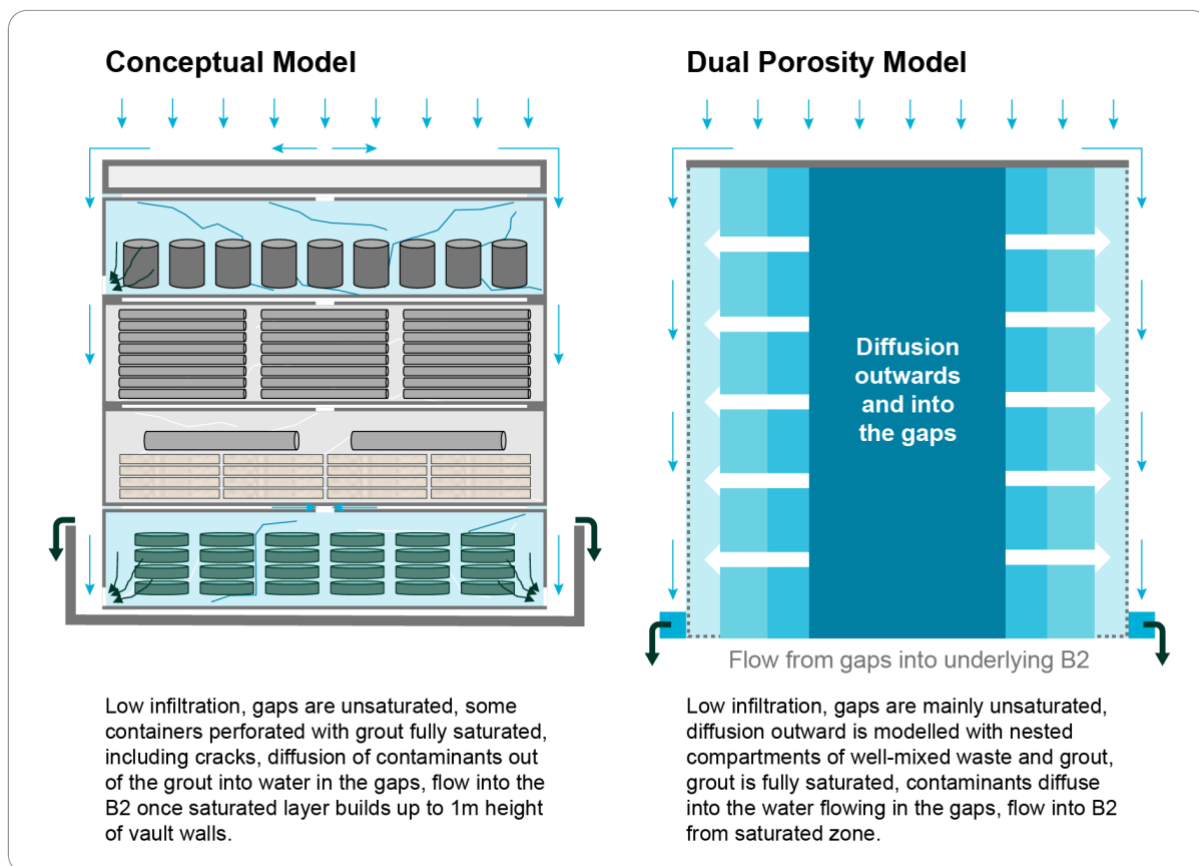 Conceptual Model
Low infiltration, gaps are unsaturated, some
containers perforated with grout fully saturated,
including cracks, diffusion of contaminants out
of the grout into water in the gaps, flow into the
B2 once saturated layer builds up to 1m height
of vault walls.
Dual Porosity Model
Diffusion
outwards
and into
the gaps
Flow from gaps into underlying B2
Low infiltration, gaps are mainly unsaturated,
diffusion outward is modelled with nested
compartments of well-mixed waste and grout,
grout is fully saturated, contaminants diffuse
into the water flowing in the gaps, flow into B2
from saturated zone.